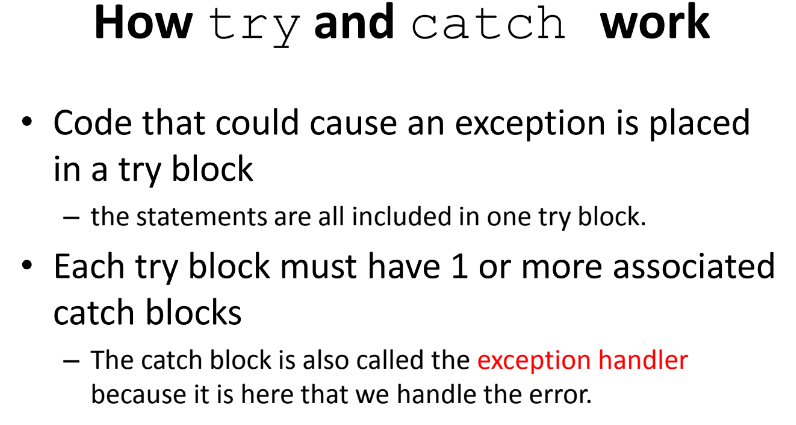 How try and catch work
• Code that could cause an exception is placed
in a try block
– the statements are all included in one try block.
• Each try block must have 1 or more associated
catch blocks
– The catch block is also called the exception handler
because it is here that we handle the error.